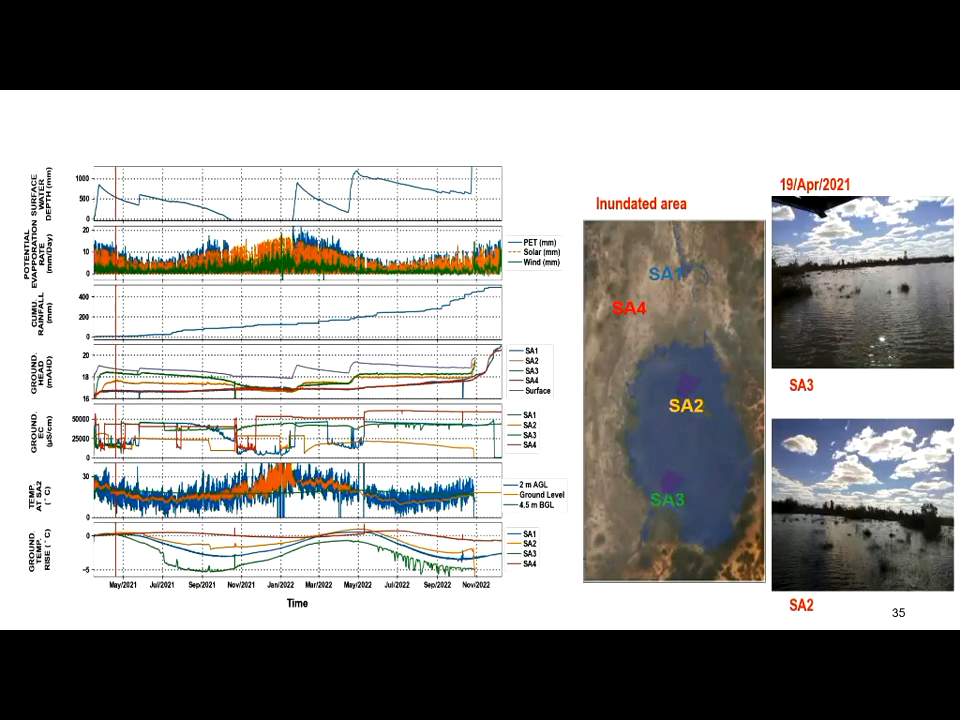 SURFACE
WATER
DEPTH (mm)
1000
500
0
POTENTIAL
EVAPPORATION
RATE
(mm/Day)
20
10
0
PET (mm)
Solar (mm)
Wind (mm)
CUMU.
RAINFALL
(mm)
400
200
0
GROUND.
HEAD
(mAHD)
20
18
16
SA1
SA2
SA3
SA4
Surface
GROUND.
EC
(µS/cm)
50000
25000
0
SA1
SA2
SA3
SA4
TEMP.
AT SA2
(˚ C)
30
0
2 m AGL
Ground Level
4.5 m BGL
GROUND.
TEMP.
RISE (˚ C)
0
−5
SA1
SA2
SA3
SA4
May/2021 Jul/2021 Sep/2021 Nov/2021 Jan/2022 Mar/2022 May/2022 Jul/2022 Sep/2022 Nov/2022
Time
Inundated area
SA1
SA4
SA2
SA3
19/Apr/2021
SA3
SA2
35